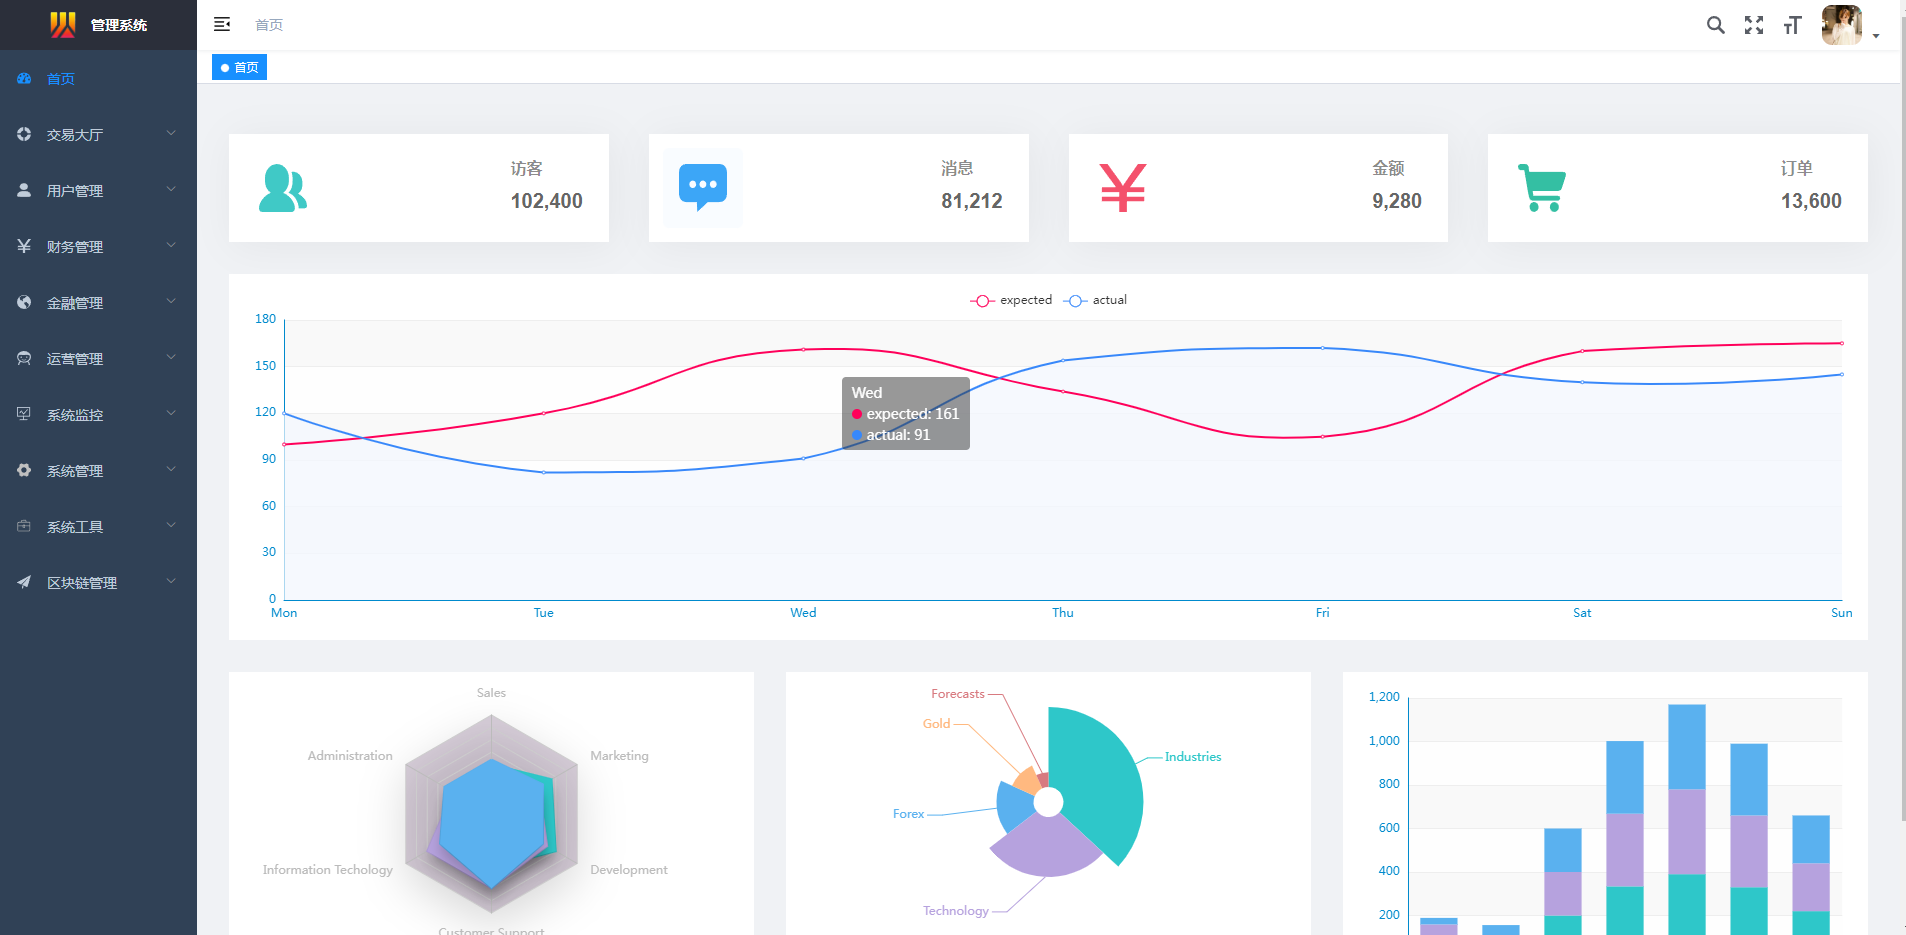 管理系统
首页
首页
首页
交易大厅
用户管理
财务管理
金融管理
运营管理
系统监控
系统管理
系统工具
区块链管理
访客
102,400
消息
81,212
¥
金额
9,280
订单
13,600
expected actual
180
150
120
90
60
30
0
Mon Tue Wed Thu Fri Sat Sun
Wed
expected: 161
actual: 91
Sales
Administration
Marketing
Information Techology
Development
Customer Support
Forecasts
Gold
Industries
Forex
Technology
1,200
1,000
800
600
400
200